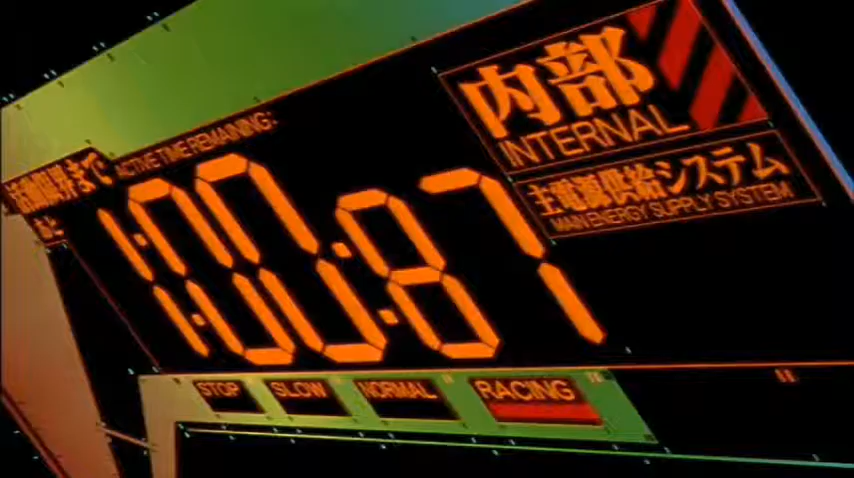 活動限界まで
あと
ACTIVE TIME REMAINING:
1:00:87
内部
INTERNAL
主電源供給システム
MAIN ENERGY SUPPLY SYSTEM
STOP
SLOW
NORMAL
RACING